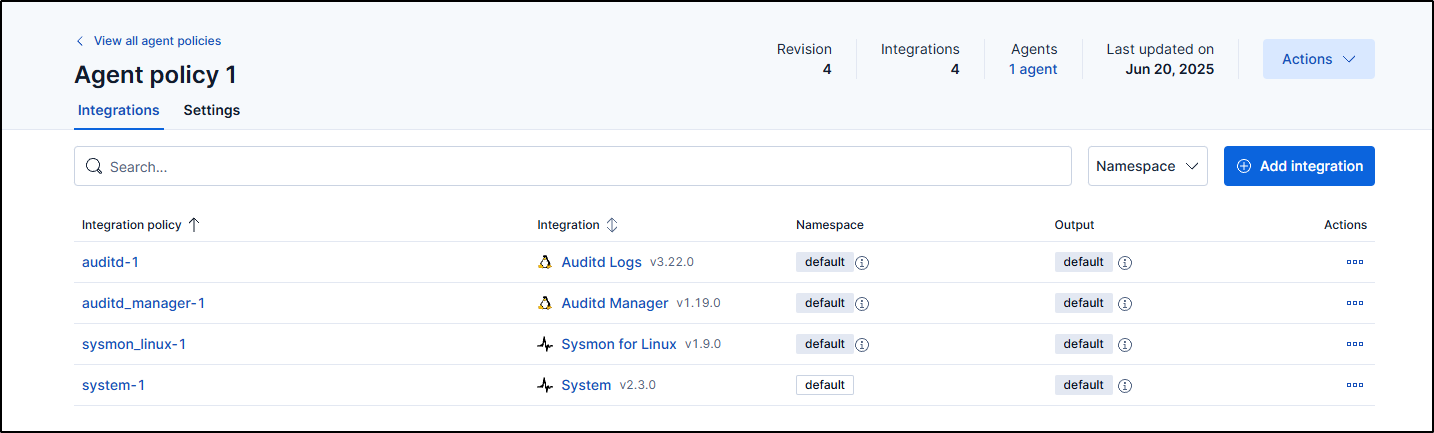 View all agent policies
Agent policy 1
Revision
4
Integrations
4
Agents
1 agent
Last updated on
Jun 20, 2025
Actions
Integrations Settings
Search...
Namespace
Add integration
Integration policy Integration Namespace Output Actions
auditd-1 Auditd Logs v3.22.0 default default
auditd_manager-1 Auditd Manager v1.19.0 default default
sysmon_linux-1 Sysmon for Linux v1.9.0 default default
system-1 System v2.3.0 default default